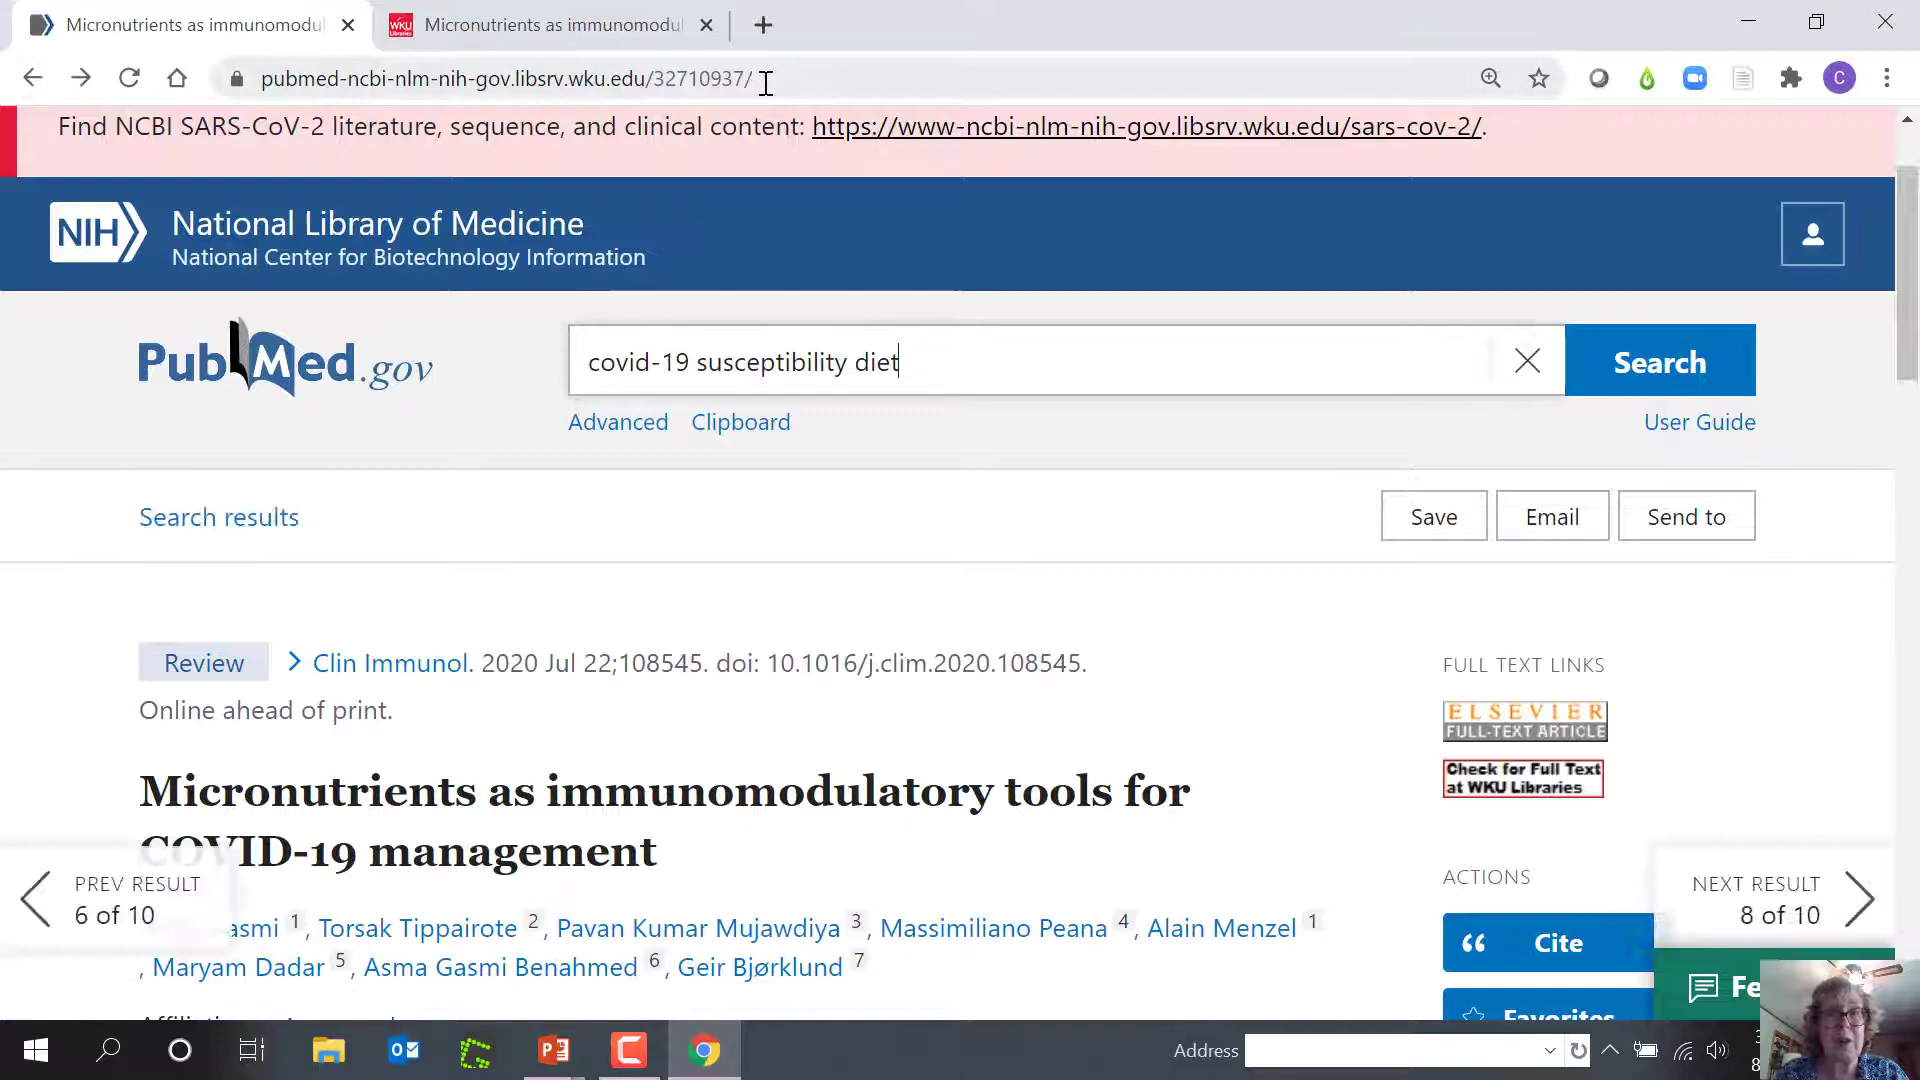 Micronutrients as immunomodul
WKU Libraries
Micronutrients as immunomodul
pubmed-ncbi-nlm-nih-gov.libsrv.wku.edu/32710937/
C
Find NCBI SARS-CoV-2 literature, sequence, and clinical content: https://www-ncbi-nlm-nih-gov.libsrv.wku.edu/sars-cov-2/.
NIH
National Library of Medicine
National Center for Biotechnology Information
PubMed.gov
covid-19 susceptibility diet
Search
Advanced
Clipboard
User Guide
Search results
Save
Email
Send to
Review
Clin Immunol. 2020 Jul 22;108545. doi: 10.1016/j.clim.2020.108545.
Online ahead of print.
Micronutrients as immunomodulatory tools for
COVID-19 management
asmi 1, Torsak Tippairote 2, Pavan Kumar Mujawdiya 3, Massimiliano Peana 4, Alain Menzel 1
, Maryam Dadar 5, Asma Gasmi Benahmed 6, Geir Bjørklund 7
FULL TEXT LINKS
ELSEVIER
FULL-TEXT ARTICLE
Check for Full Text
at WKU Libraries
ACTIONS
Cite
Favorites
PREV RESULT
6 of 10
NEXT RESULT
8 of 10
Fe
Address